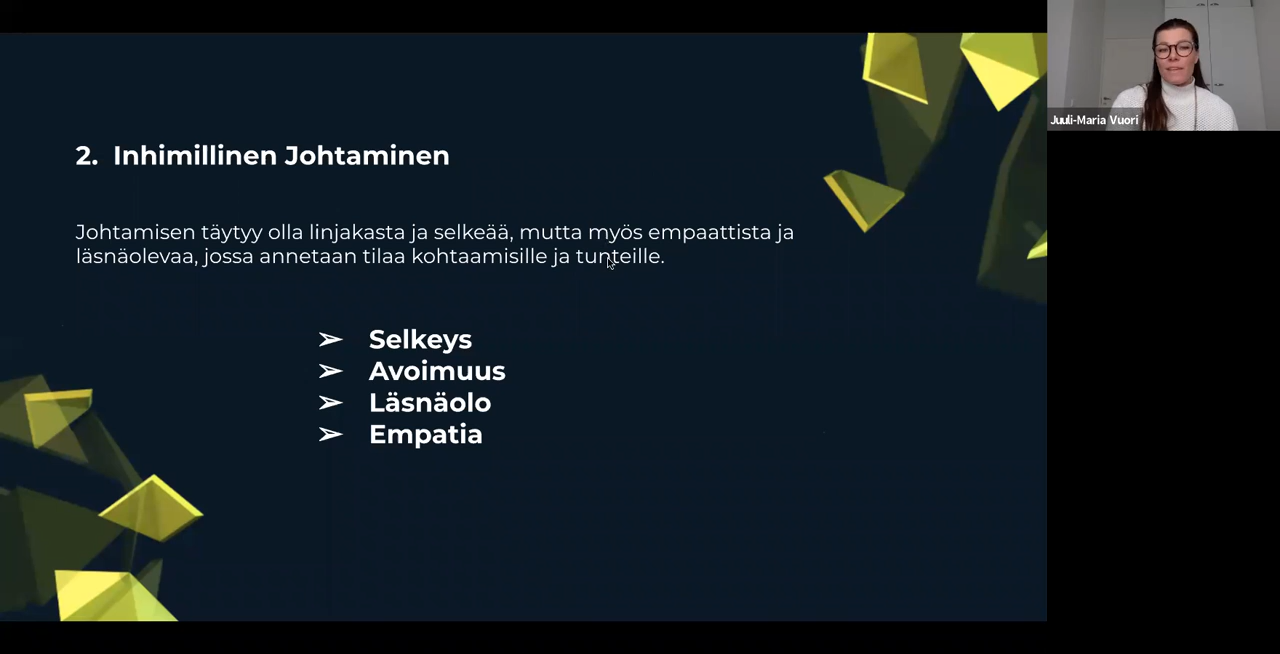 2. Inhimillinen Johtaminen
Johtamisen täytyy olla linjakasta ja selkeää, mutta myös empaattista ja
läsnäolevaa, jossa annetaan tilaa kohtaamisille ja tunteille.
➢ Selkeys
➢ Avoimuus
➢ Läsnäolo
➢ Empatia
Juuli-Maria Vuori